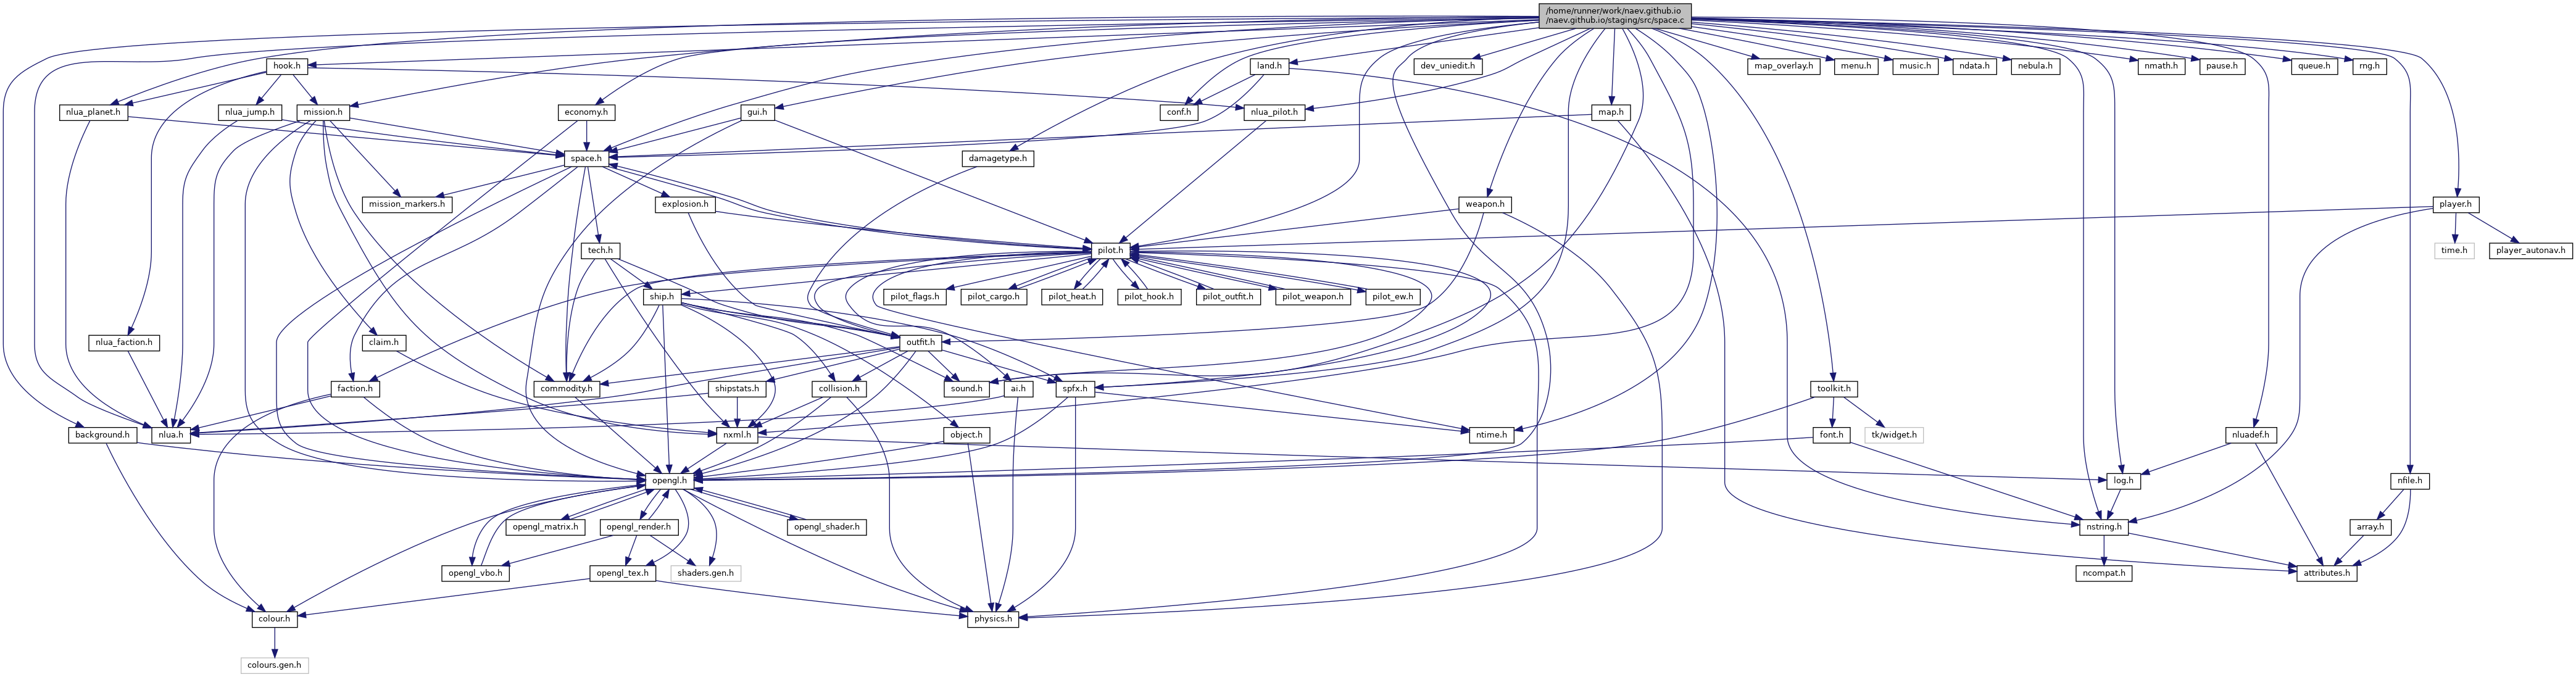 /home/runner/work/naev.github.io
/naev.github.io/staging/src/space.c
hook.h
land.h
dev_uniedit.h
map_overlay.h
menu.h
music.h
ndata.h
nebula.h
nmath.h
pause.h
queue.h
rng.h
nlua_planet.h
nlua_jump.h
mission.h
economy.h
gui.h
conf.h
nlua_pilot.h
map.h
space.h
damagetype.h
mission_markers.h
explosion.h
weapon.h
player.h
tech.h
pilot.h
time.h
player_autonav.h
ship.h
pilot_flags.h
pilot_cargo.h
pilot_heat.h
pilot_hook.h
pilot_outfit.h
pilot_weapon.h
pilot_ew.h
nlua_faction.h
claim.h
outfit.h
faction.h
commodity.h
shipstats.h
collision.h
sound.h
ai.h
spfx.h
toolkit.h
background.h
nlua.h
nxml.h
object.h
ntime.h
font.h
tk/widget.h
nluadef.h
opengl.h
log.h
nfile.h
opengl_matrix.h
opengl_render.h
opengl_shader.h
nstring.h
array.h
opengl_vbo.h
opengl_tex.h
shaders.gen.h
ncompat.h
attributes.h
colour.h
physics.h
colours.gen.h